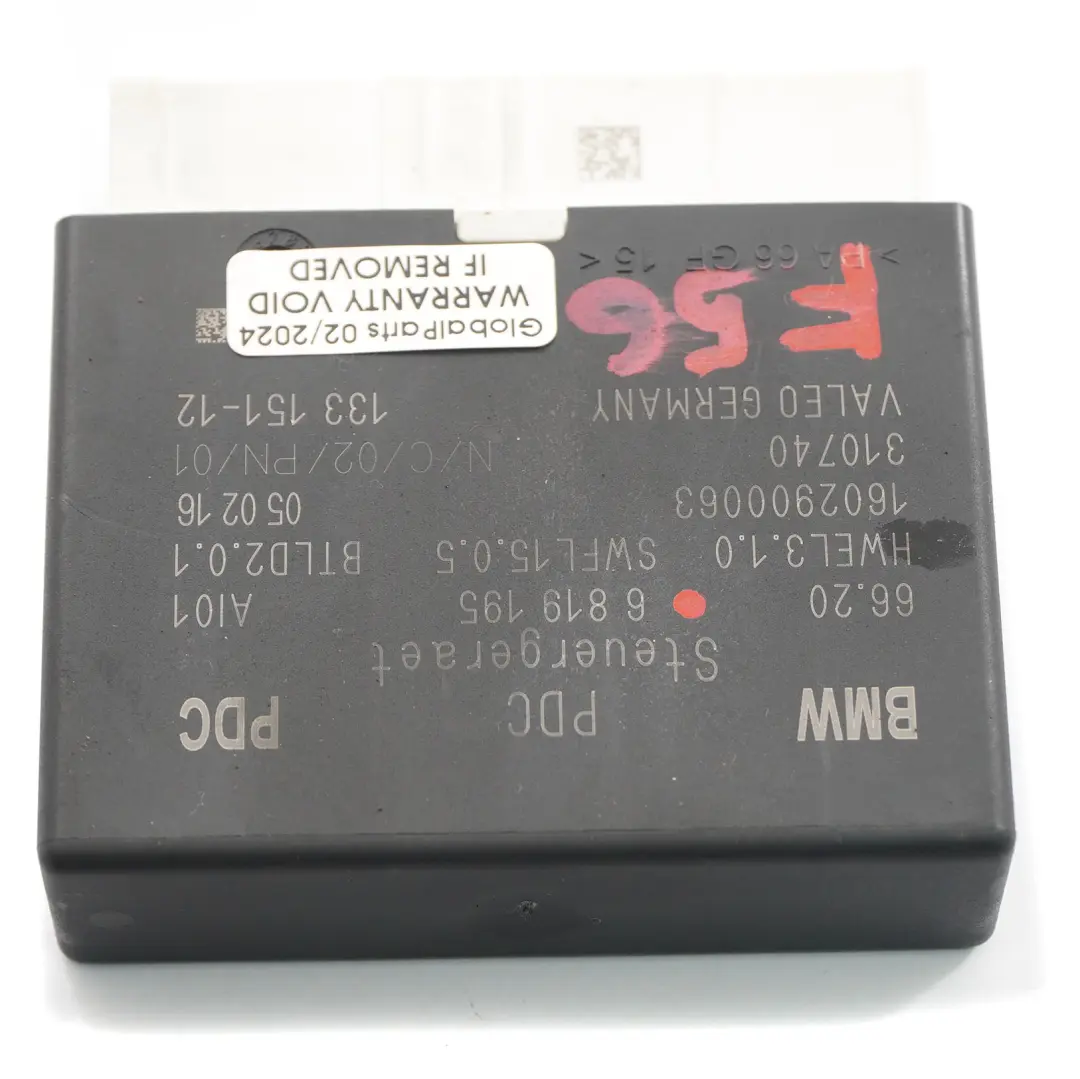 BMW PDC PDC
Steuergeraet
66.20 6 819 195 AI01
HWEL3.1.0 SWFL15.0.5 BTLD2.0.1
1602900063 05 02 16
310740 N/C/02/PN/01
VALEO GERMANY 133 151-12
F56
GlobalParts 02/2024
WARRANTY VOID
IF REMOVED
> PA 66 GF 15 <